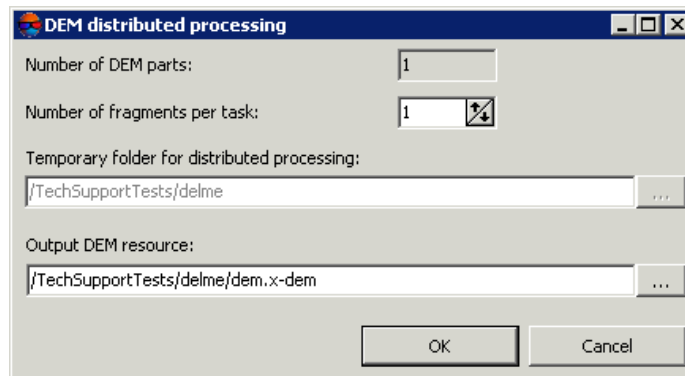 DEM distributed processing
Number of DEM parts: 1
Number of fragments per task: 1
Temporary folder for distributed processing:
/TechSupportTests/delme ...
Output DEM resource:
/TechSupportTests/delme/dem.x-dem ...
OK Cancel